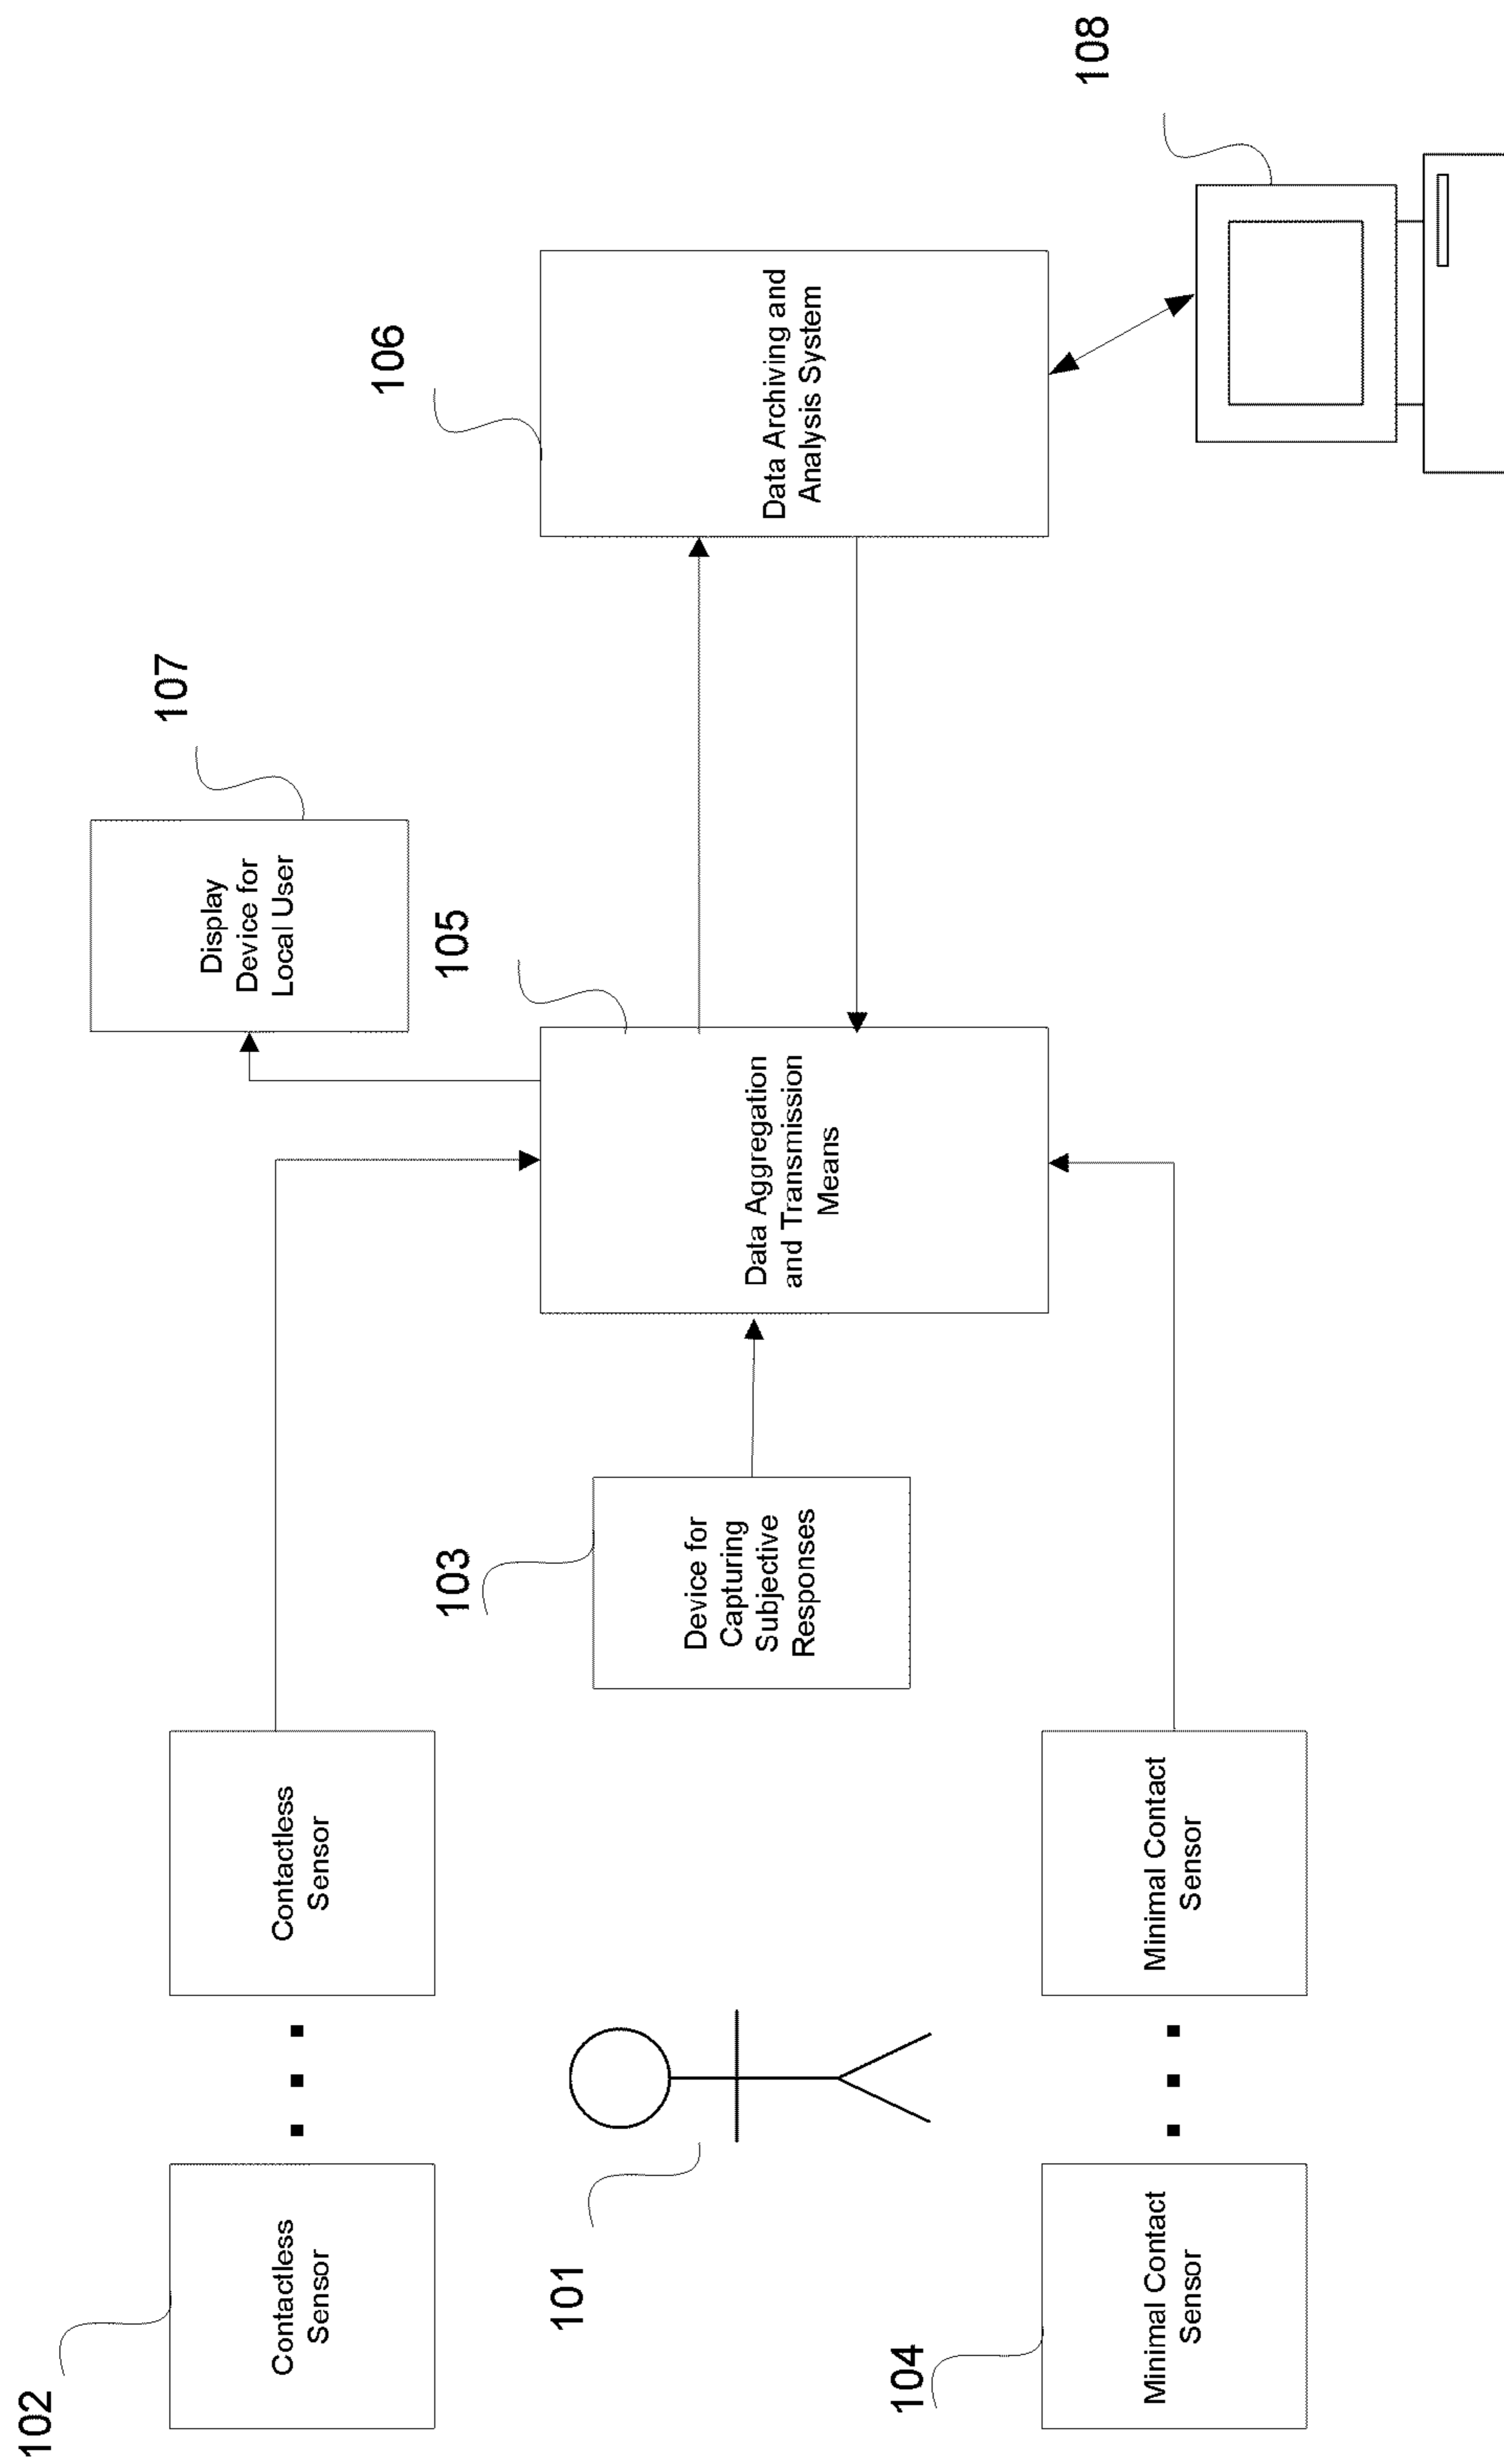 102
Contactless
Sensor
Contactless
Sensor
107
Display
Device for
Local User
101
103
Device for
Capturing
Subjective
Responses
105
Data Aggregation
and Transmission
Means
106
Data Archiving and
Analysis System
104
Minimal Contact
Sensor
Minimal Contact
Sensor
108